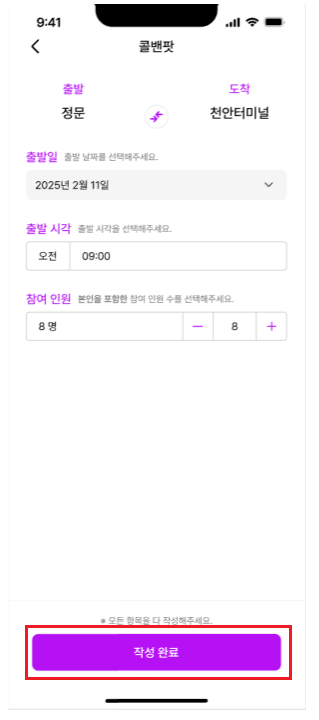 9:41
콜밴팟
출발 도착
정문 천안터미널
출발일 출발 날짜를 선택해주세요.
2025년 2월 11일
출발 시각 출발 시각을 선택해주세요.
오전 09:00
참여 인원 본인을 포함한 참여 인원 수를 선택해주세요.
8 명 — 8 +
* 모든 항목을 다 작성해주세요.
작성 완료